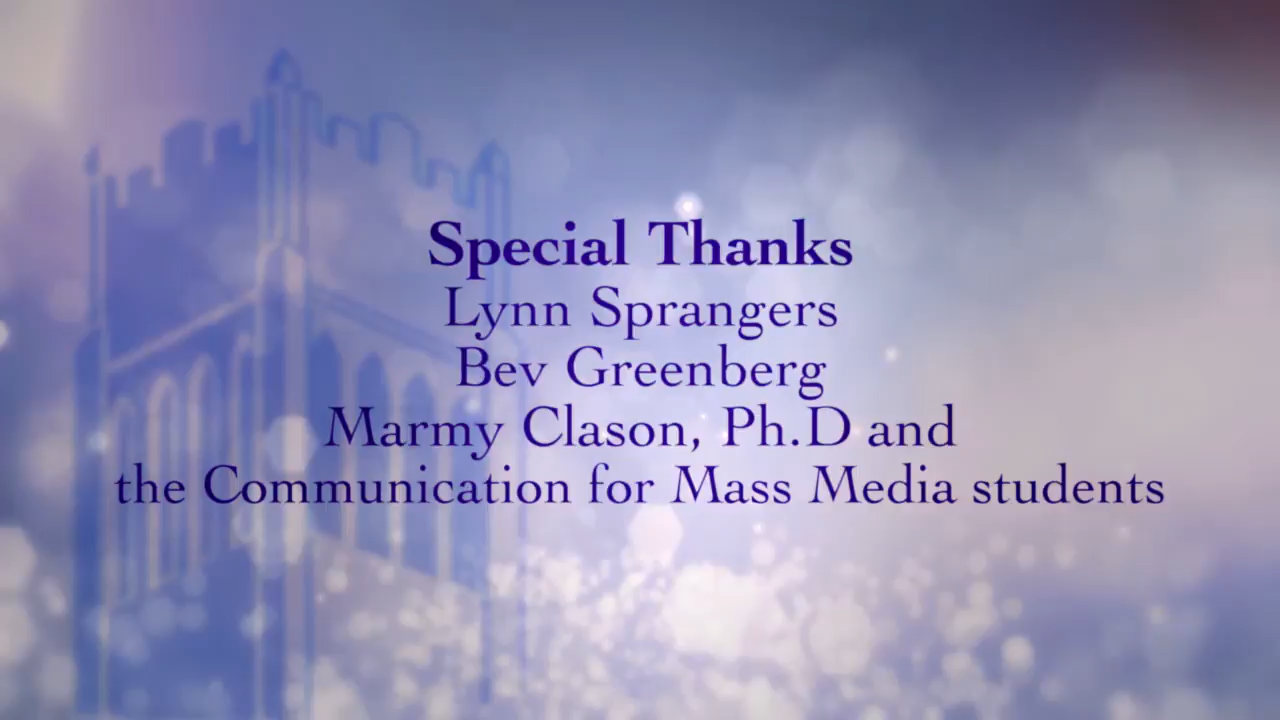 Special Thanks
Lynn Sprangers
Bev Greenberg
Marmy Clason, Ph.D and
the Communication for Mass Media students